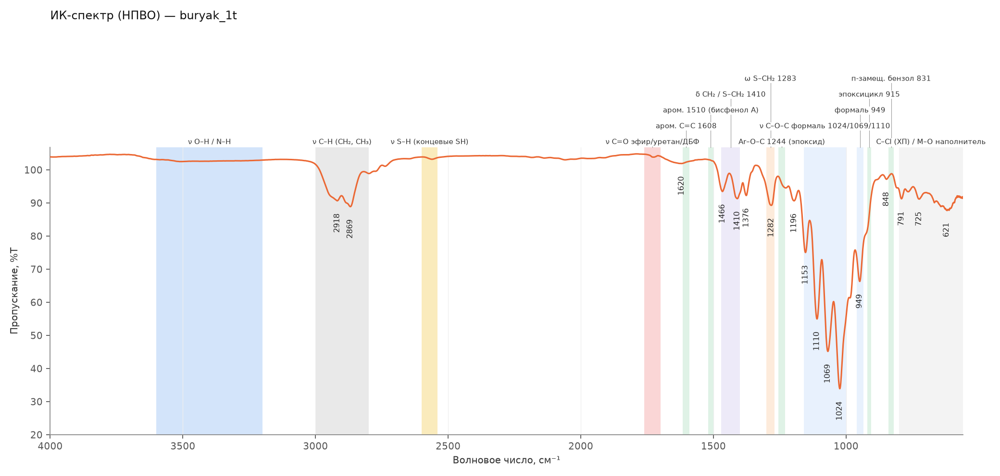 ИК-спектр (НПВО) — buryak_1t
ω S–CH₂ 1283
п-замещ. бензол 831
δ CH₂ / S–CH₂ 1410
эпоксицикл 915
аром. 1510 (бисфенол А)
формаль 949
аром. C=C 1608
ν C–O–C формаль 1024/1069/1110
ν O–H / N–H
ν C–H (CH₂, CH₃)
ν S–H (концевые SH)
ν C=O эфир/уретан/ДБФ
Ar–O–C 1244 (эпоксид)
C–Cl (ХП) / M–O наполнитель
100
90
80
70
60
50
40
30
20
Пропускание, %T
2918
2869
1620
1466
1410
1376
1282
1196
1153
1110
1069
1024
949
848
791
725
621
4000
3500
3000
2500
2000
1500
1000
Волновое число, см⁻¹